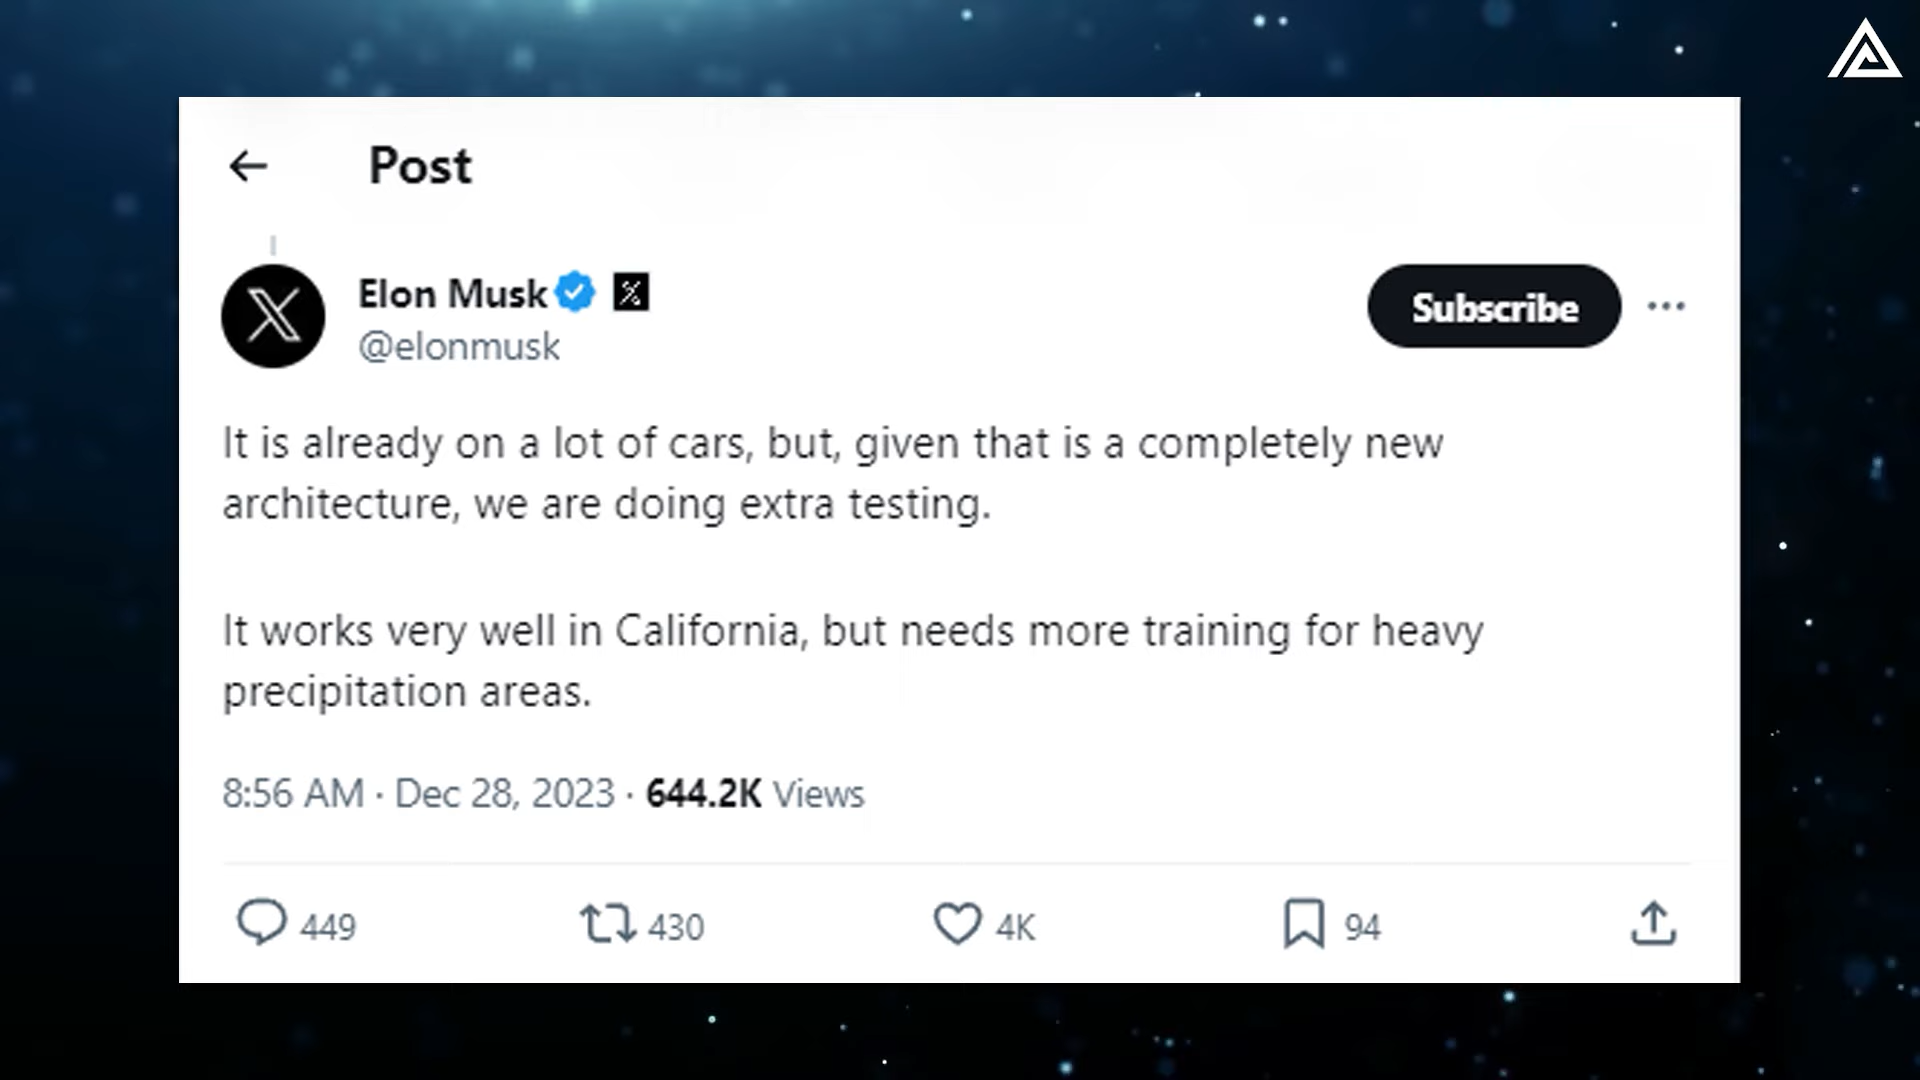 Post
Elon Musk
@elonmusk
Subscribe
It is already on a lot of cars, but, given that is a completely new
architecture, we are doing extra testing.
It works very well in California, but needs more training for heavy
precipitation areas.
8:56 AM · Dec 28, 2023 · 644.2K Views
449 430 4K 94